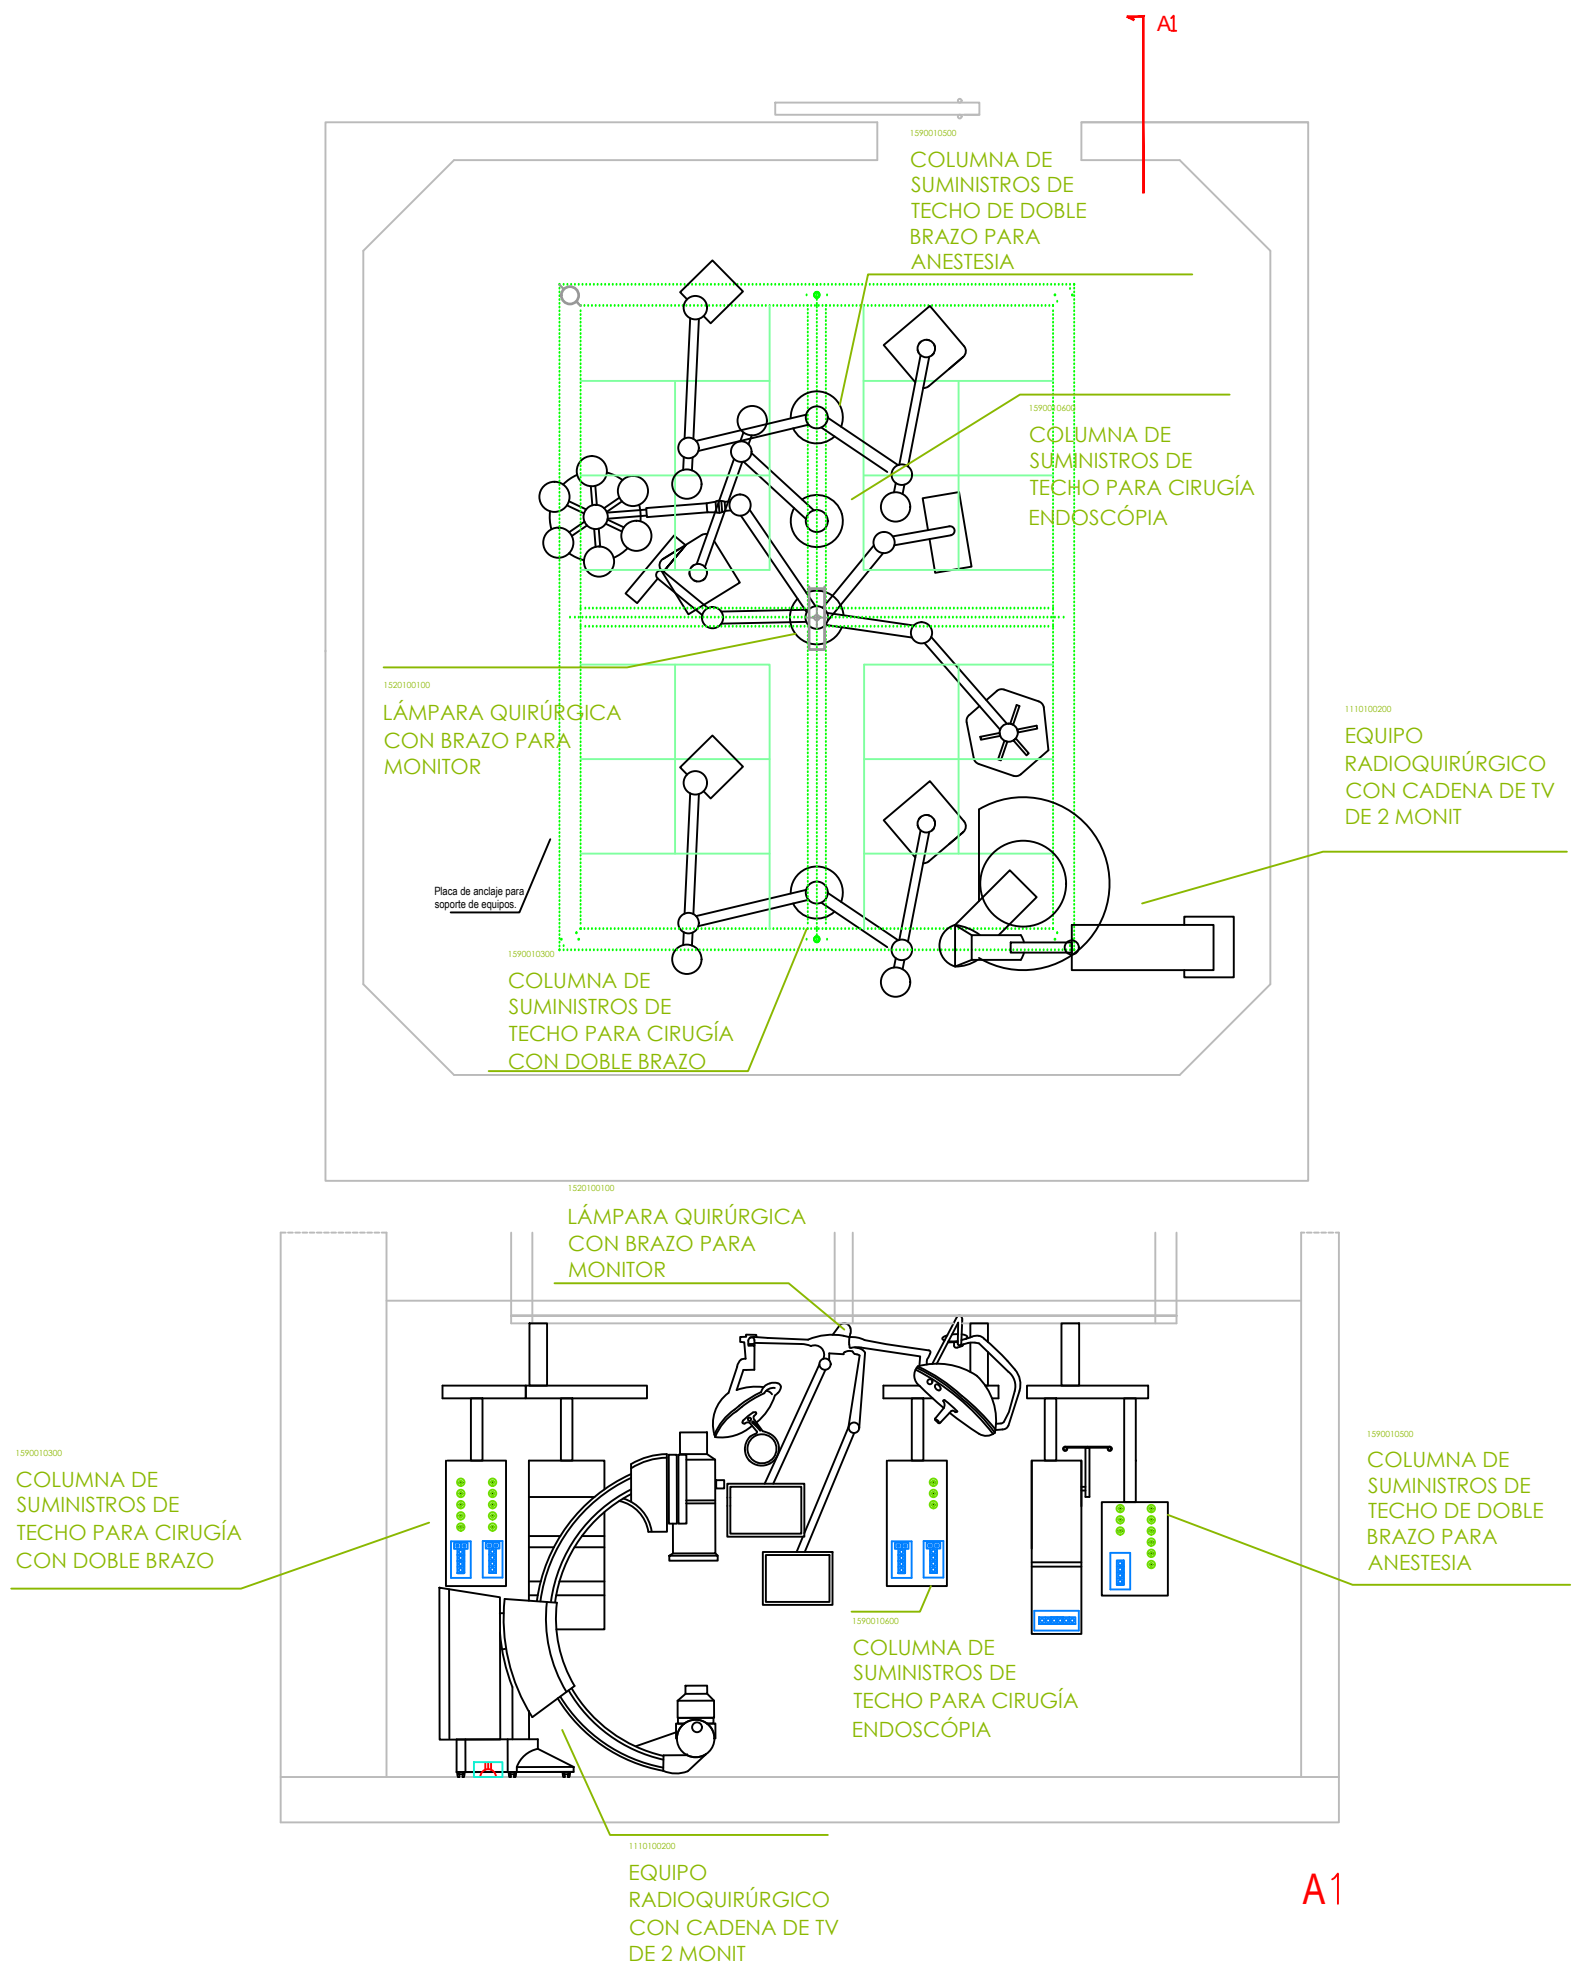 A1
1590010500
COLUMNA DE
SUMINISTROS DE
TECHO DE DOBLE
BRAZO PARA
ANESTESIA
1590010600
COLUMNA DE
SUMINISTROS DE
TECHO PARA CIRUGÍA
ENDOSCÓPIA
1520100100
LÁMPARA QUIRÚRGICA
CON BRAZO PARA
MONITOR
1110100200
EQUIPO
RADIOQUIRÚRGICO
CON CADENA DE TV
DE 2 MONIT
Placa de anclaje para
soporte de equipos.
1590010300
COLUMNA DE
SUMINISTROS DE
TECHO PARA CIRUGÍA
CON DOBLE BRAZO
1520100100
LÁMPARA QUIRÚRGICA
CON BRAZO PARA
MONITOR
1590010300
COLUMNA DE
SUMINISTROS DE
TECHO PARA CIRUGÍA
CON DOBLE BRAZO
1590010500
COLUMNA DE
SUMINISTROS DE
TECHO DE DOBLE
BRAZO PARA
ANESTESIA
1590010600
COLUMNA DE
SUMINISTROS DE
TECHO PARA CIRUGÍA
ENDOSCÓPIA
1110100200
EQUIPO
RADIOQUIRÚRGICO
CON CADENA DE TV
DE 2 MONIT
A1